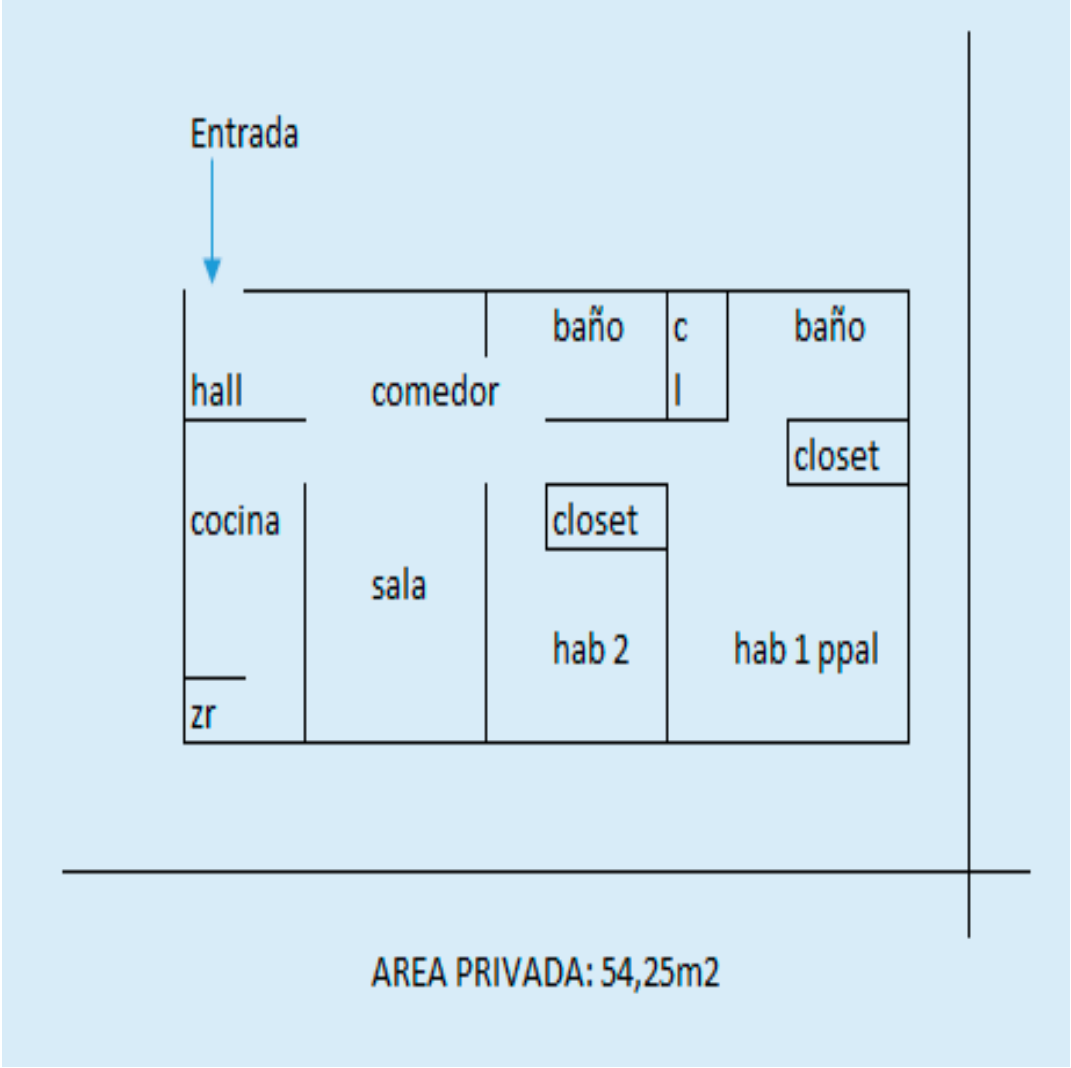 Entrada
baño
c
baño
hall
comedor
l
closet
cocina
closet
sala
hab 2
hab 1 ppal
zr
AREA PRIVADA: 54,25m2